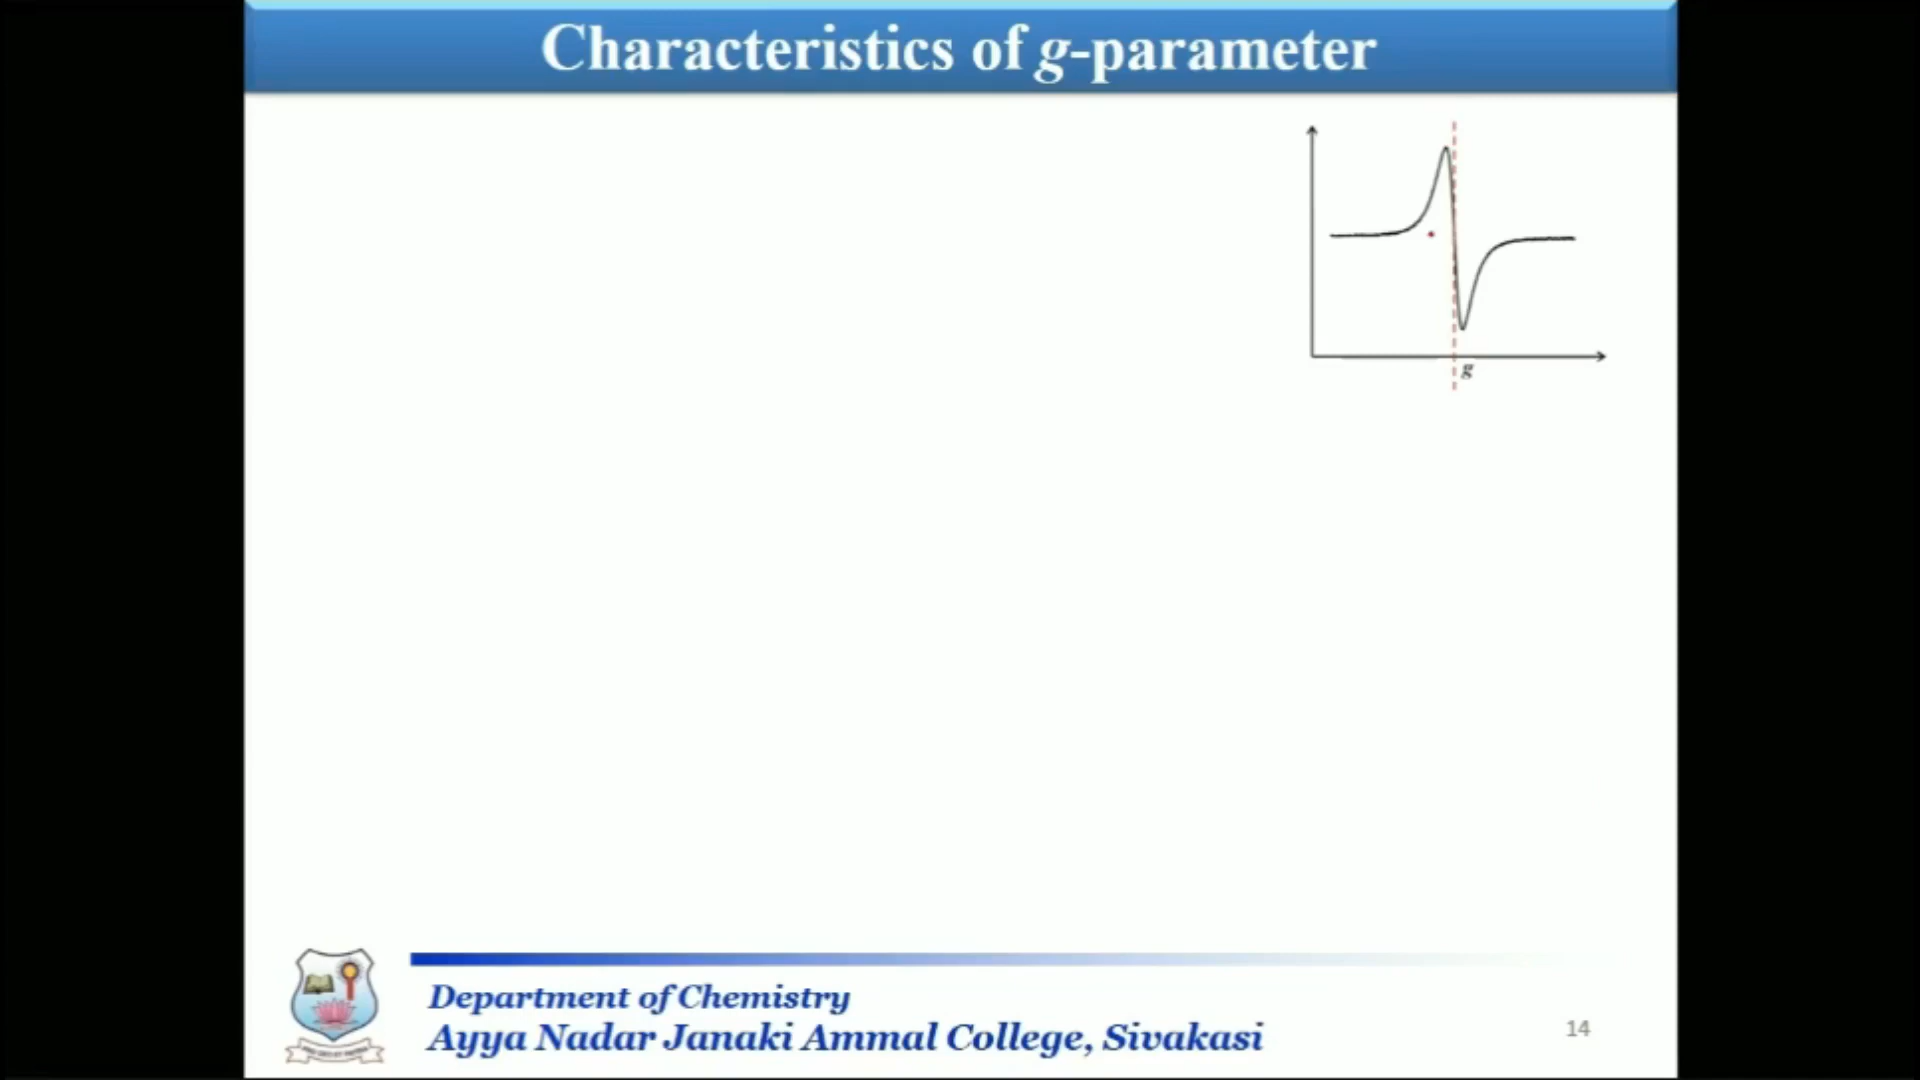 Characteristics of g-parameter
g
Department of Chemistry
Ayya Nadar Janaki Ammal College, Sivakasi
14